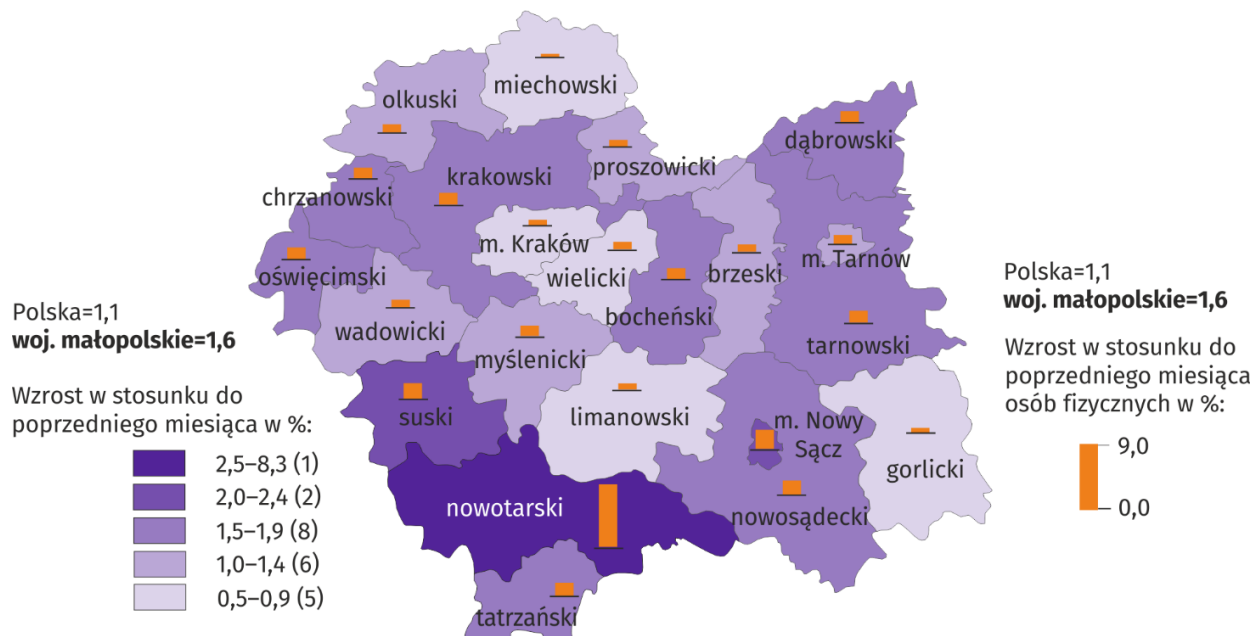 miechowski
olkuski
dąbrowski
proszowicki
krakowski
chrzanowski
m. Kraków
m. Tarnów
wielicki
brzeski
oświęcimski
bocheński
wadowicki
tarnowski
myślenicki
suski
limanowski
m. Nowy
Sącz
gorlicki
nowotarski
nowosądecki
tatrzański
Polska=1,1
woj. małopolskie=1,6
Wzrost w stosunku do
poprzedniego miesiąca w %:
2,5–8,3 (1)
2,0–2,4 (2)
1,5–1,9 (8)
1,0–1,4 (6)
0,5–0,9 (5)
Polska=1,1
woj. małopolskie=1,6
Wzrost w stosunku do
poprzedniego miesiąca
osób fizycznych w %:
9,0
0,0